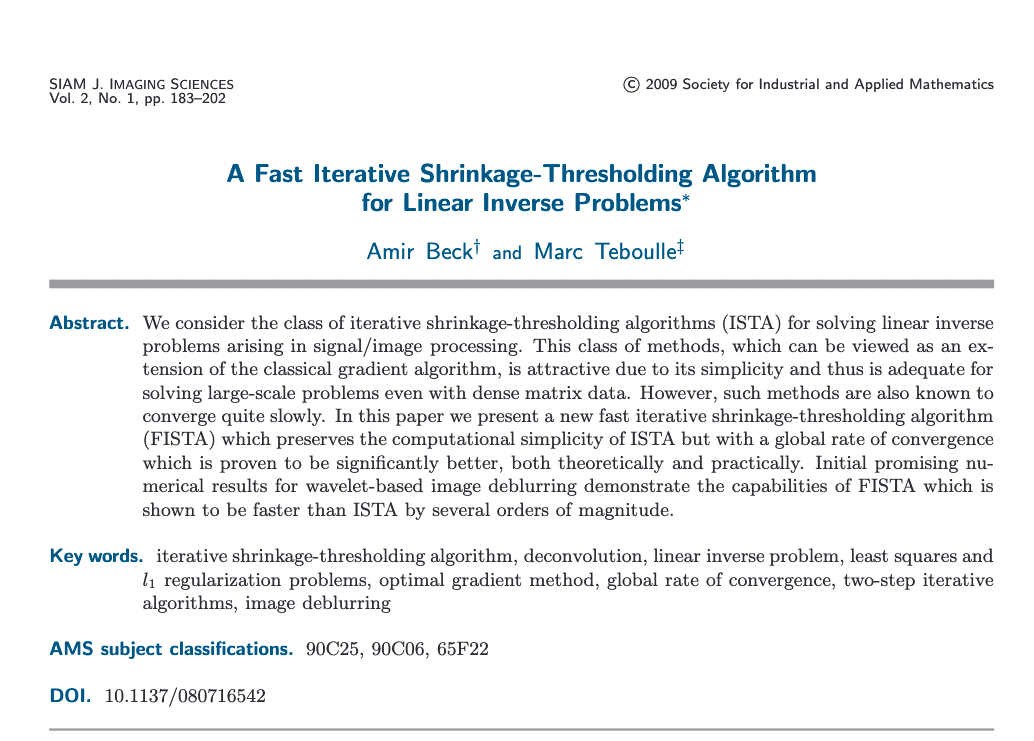 SIAM J. IMAGING SCIENCES
Vol. 2, No. 1, pp. 183–202
© 2009 Society for Industrial and Applied Mathematics
A Fast Iterative Shrinkage-Thresholding Algorithm
for Linear Inverse Problems*
Amir Beck† and Marc Teboulle‡
Abstract. We consider the class of iterative shrinkage-thresholding algorithms (ISTA) for solving linear inverse
problems arising in signal/image processing. This class of methods, which can be viewed as an ex-
tension of the classical gradient algorithm, is attractive due to its simplicity and thus is adequate for
solving large-scale problems even with dense matrix data. However, such methods are also known to
converge quite slowly. In this paper we present a new fast iterative shrinkage-thresholding algorithm
(FISTA) which preserves the computational simplicity of ISTA but with a global rate of convergence
which is proven to be significantly better, both theoretically and practically. Initial promising nu-
merical results for wavelet-based image deblurring demonstrate the capabilities of FISTA which is
shown to be faster than ISTA by several orders of magnitude.
Key words. iterative shrinkage-thresholding algorithm, deconvolution, linear inverse problem, least squares and
l₁ regularization problems, optimal gradient method, global rate of convergence, two-step iterative
algorithms, image deblurring
AMS subject classifications. 90C25, 90C06, 65F22
DOI. 10.1137/080716542